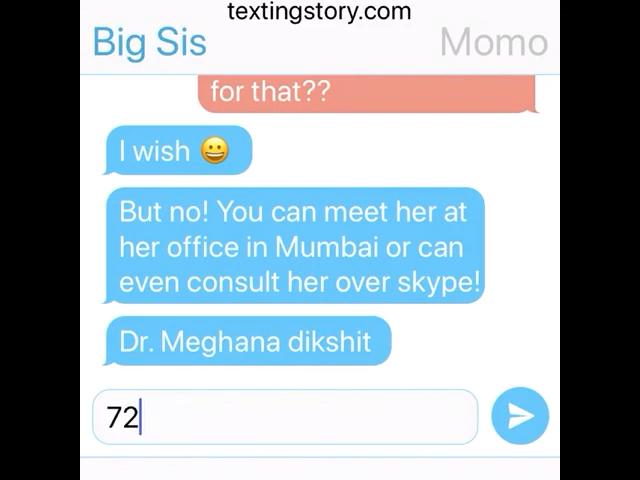 textingstory.com
Big Sis
Momo
for that??
I wish 😀
But no! You can meet her at
her office in Mumbai or can
even consult her over skype!
Dr. Meghana dikshit
72